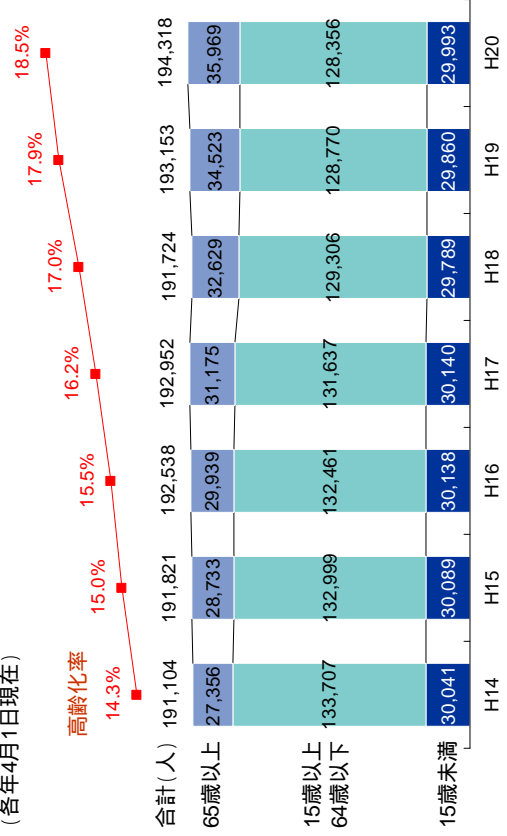 (各年4月1日現在)
高齢化率
14.3% 15.0% 15.5% 16.2% 17.0% 17.9% 18.5%
合計(人) 191,104 191,821 192,538 192,952 191,724 193,153 194,318
65歳以上 27,356 28,733 29,939 31,175 32,629 34,523 35,969
15歳以上
64歳以下
133,707 132,999 132,461 131,637 129,306 128,770 128,356
15歳未満 30,041 30,089 30,138 30,140 29,789 29,860 29,993
H14 H15 H16 H17 H18 H19 H20